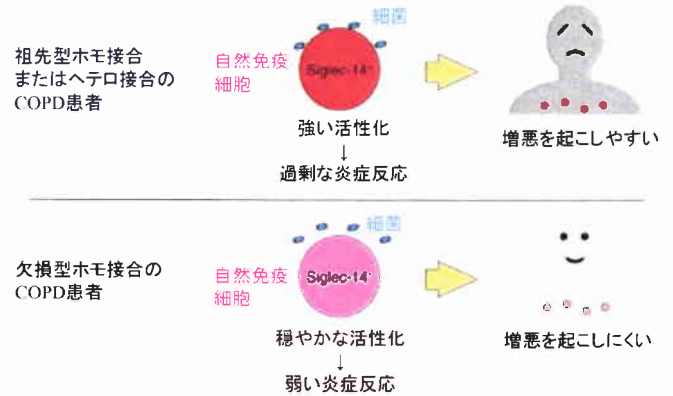 細菌
祖先型ホモ接合
またはヘテロ接合の
COPD患者
自然免疫
細胞
Siglec-14⁺
強い活性化
↓
過剰な炎症反応
増悪を起こしやすい
細菌
欠損型ホモ接合の
COPD患者
自然免疫
細胞
Siglec-14⁻
穏やかな活性化
↓
弱い炎症反応
増悪を起こしにくい